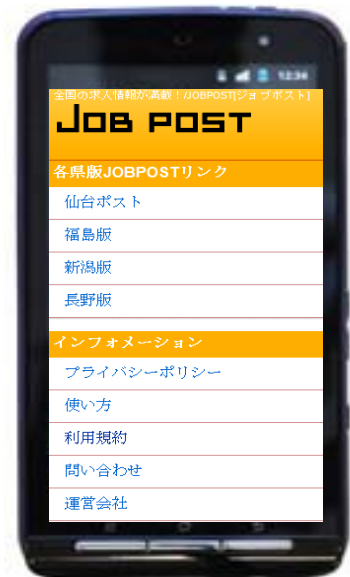 12:34
全国の求人情報が満載！/JOBPOST[ジョブポスト]
JOB POST
各県版JOBPOSTリンク
仙台ポスト
福島版
新潟版
長野版
インフォメーション
プライバシーポリシー
使い方
利用規約
問い合わせ
運営会社